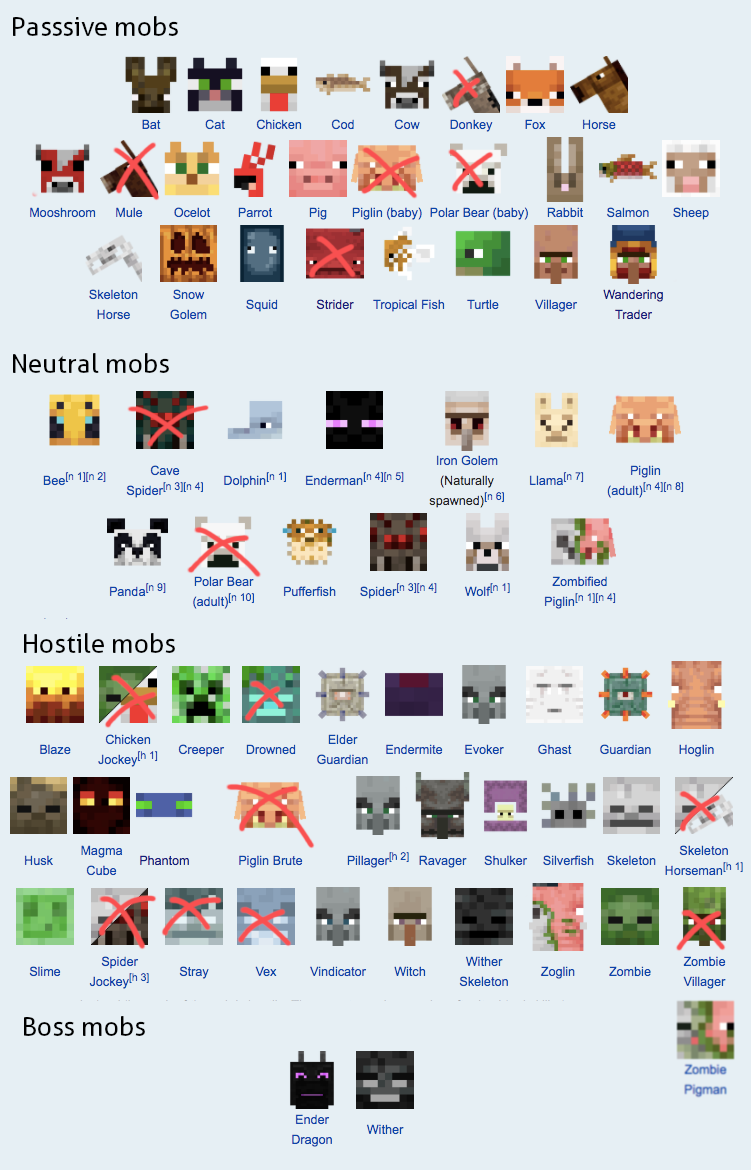 Passsive mobs
Bat Cat Chicken Cod Cow Donkey Fox Horse
Mooshroom Mule Ocelot Parrot Pig Piglin (baby) Polar Bear (baby) Rabbit Salmon Sheep
Skeleton Horse Snow Golem Squid Strider Tropical Fish Turtle Villager Wandering Trader
Neutral mobs
Bee[n 1][n 2] Cave Spider[n 3][n 4] Dolphin[n 1] Enderman[n 4][n 5] Iron Golem (Naturally spawned)[n 6] Llama[n 7] Piglin (adult)[n 4][n 8]
Panda[n 9] Polar Bear (adult)[n 10] Pufferfish Spider[n 3][n 4] Wolf[n 1] Zombified Piglin[n 1][n 4]
Hostile mobs
Blaze Chicken Jockey[h 1] Creeper Drowned Elder Guardian Endermite Evoker Ghast Guardian Hoglin
Husk Magma Cube Phantom Piglin Brute Pillager[h 2] Ravager Shulker Silverfish Skeleton Skeleton Horseman[h 1]
Slime Spider Jockey[h 3] Stray Vex Vindicator Witch Wither Skeleton Zoglin Zombie Zombie Villager
Boss mobs
Zombie Pigman
Ender Dragon Wither